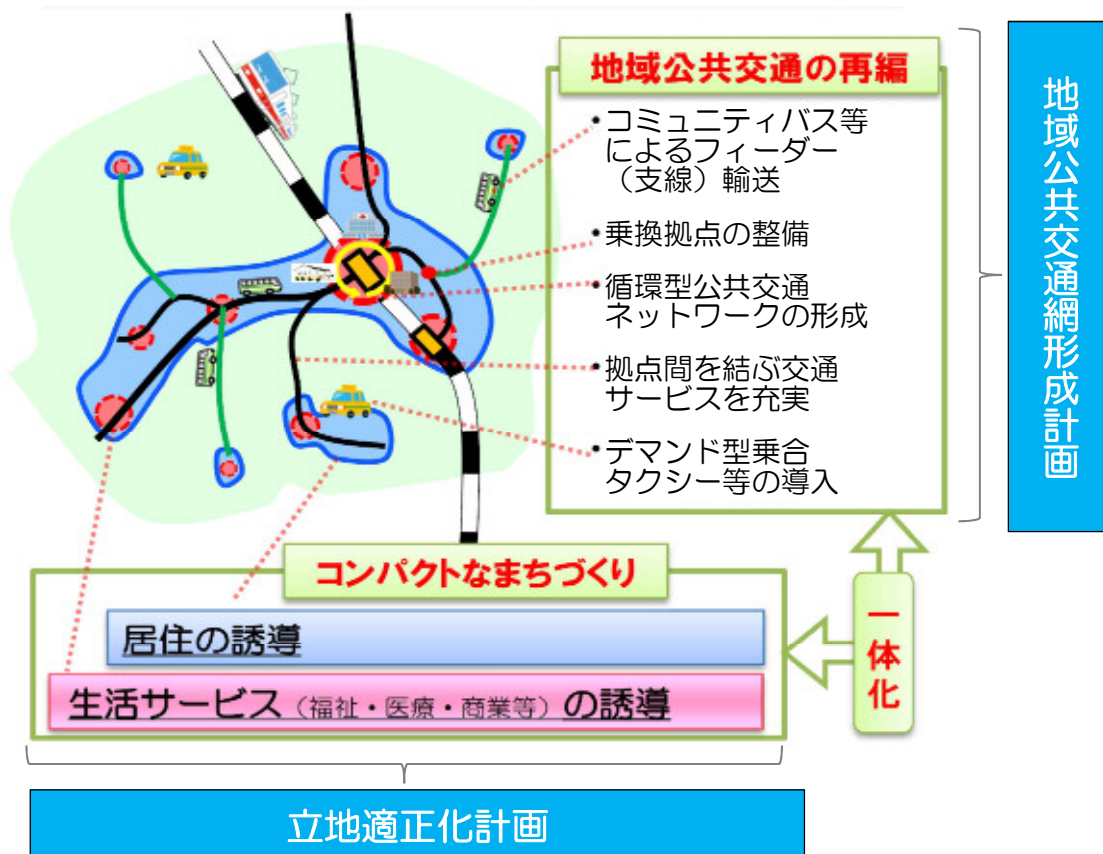 地域公共交通の再編
・コミュニティバス等
によるフィーダー
（支線）輸送
・乗換拠点の整備
・循環型公共交通
ネットワークの形成
・拠点間を結ぶ交通
サービスを充実
・デマンド型乗合
タクシー等の導入
地域公共交通網形成計画
コンパクトなまちづくり
居住の誘導
生活サービス（福祉・医療・商業等）の誘導
一体化
立地適正化計画